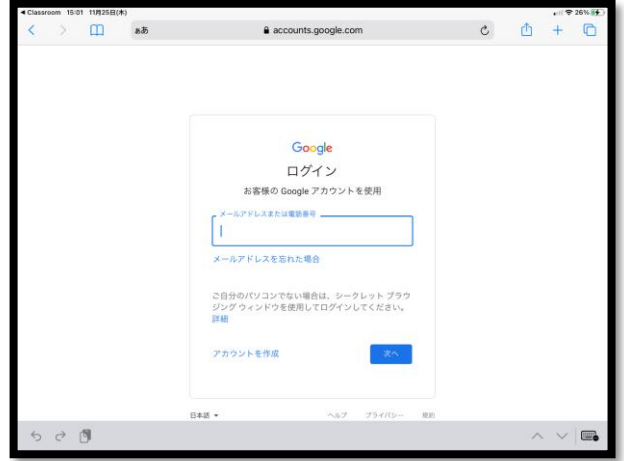 ◀ Classroom 15:01 11月25日(木) 26%
ああ accounts.google.com
Google
ログイン
お客様の Google アカウントを使用
メールアドレスまたは電話番号
メールアドレスを忘れた場合
ご自分のパソコンでない場合は、シークレット ブラウ
ジング ウィンドウを使用してログインしてください。
詳細
アカウントを作成 次へ
日本語 ヘルプ プライバシー 規約